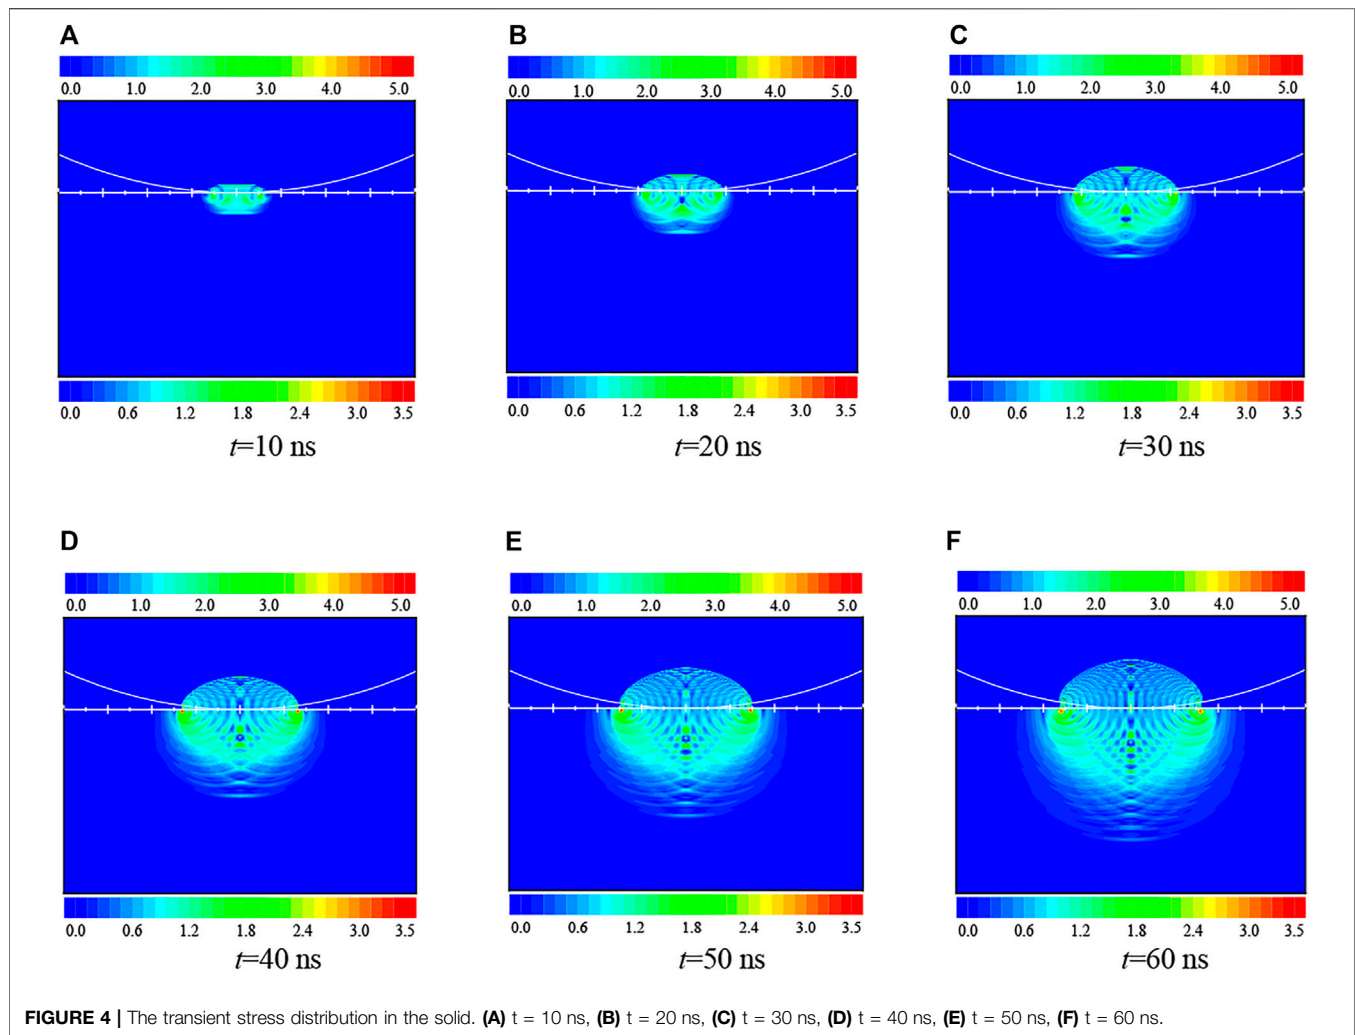 A
B
C
0.0 1.0 2.0 3.0 4.0 5.0
0.0 1.0 2.0 3.0 4.0 5.0
0.0 1.0 2.0 3.0 4.0 5.0
0.0 0.6 1.2 1.8 2.4 3.0 3.5
0.0 0.6 1.2 1.8 2.4 3.0 3.5
0.0 0.6 1.2 1.8 2.4 3.0 3.5
t=10 ns
t=20 ns
t=30 ns
D
E
F
0.0 1.0 2.0 3.0 4.0 5.0
0.0 1.0 2.0 3.0 4.0 5.0
0.0 1.0 2.0 3.0 4.0 5.0
0.0 0.6 1.2 1.8 2.4 3.0 3.5
0.0 0.6 1.2 1.8 2.4 3.0 3.5
0.0 0.6 1.2 1.8 2.4 3.0 3.5
t=40 ns
t=50 ns
t=60 ns
FIGURE 4 | The transient stress distribution in the solid. (A) t = 10 ns, (B) t = 20 ns, (C) t = 30 ns, (D) t = 40 ns, (E) t = 50 ns, (F) t = 60 ns.